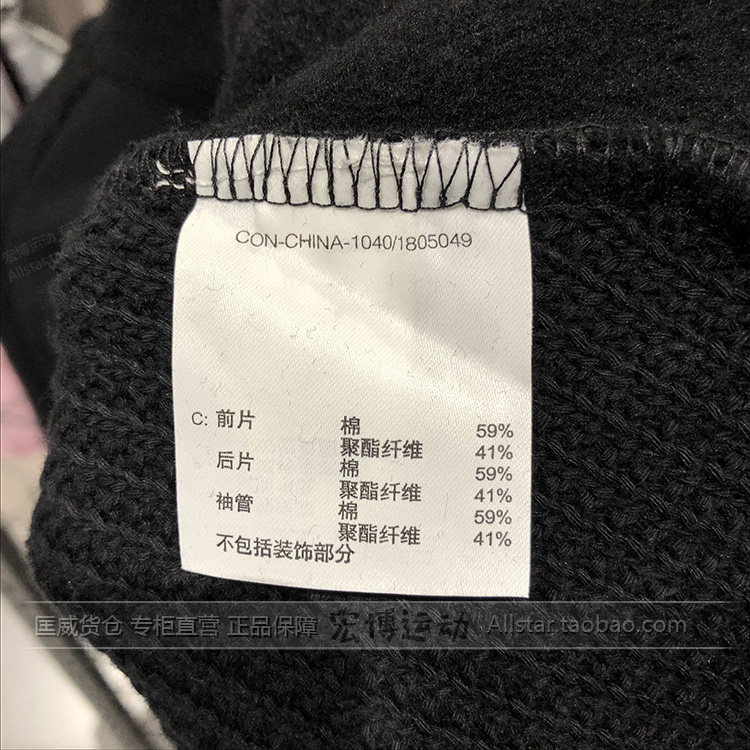 CON-CHINA-1040/1805049
C: 前片 棉 59%
聚酯纤维 41%
后片 棉 59%
聚酯纤维 41%
袖管 棉 59%
聚酯纤维 41%
不包括装饰部分
匡威货仓 专柜直营 正品保障 宏博运动 Allstar.taobao.com